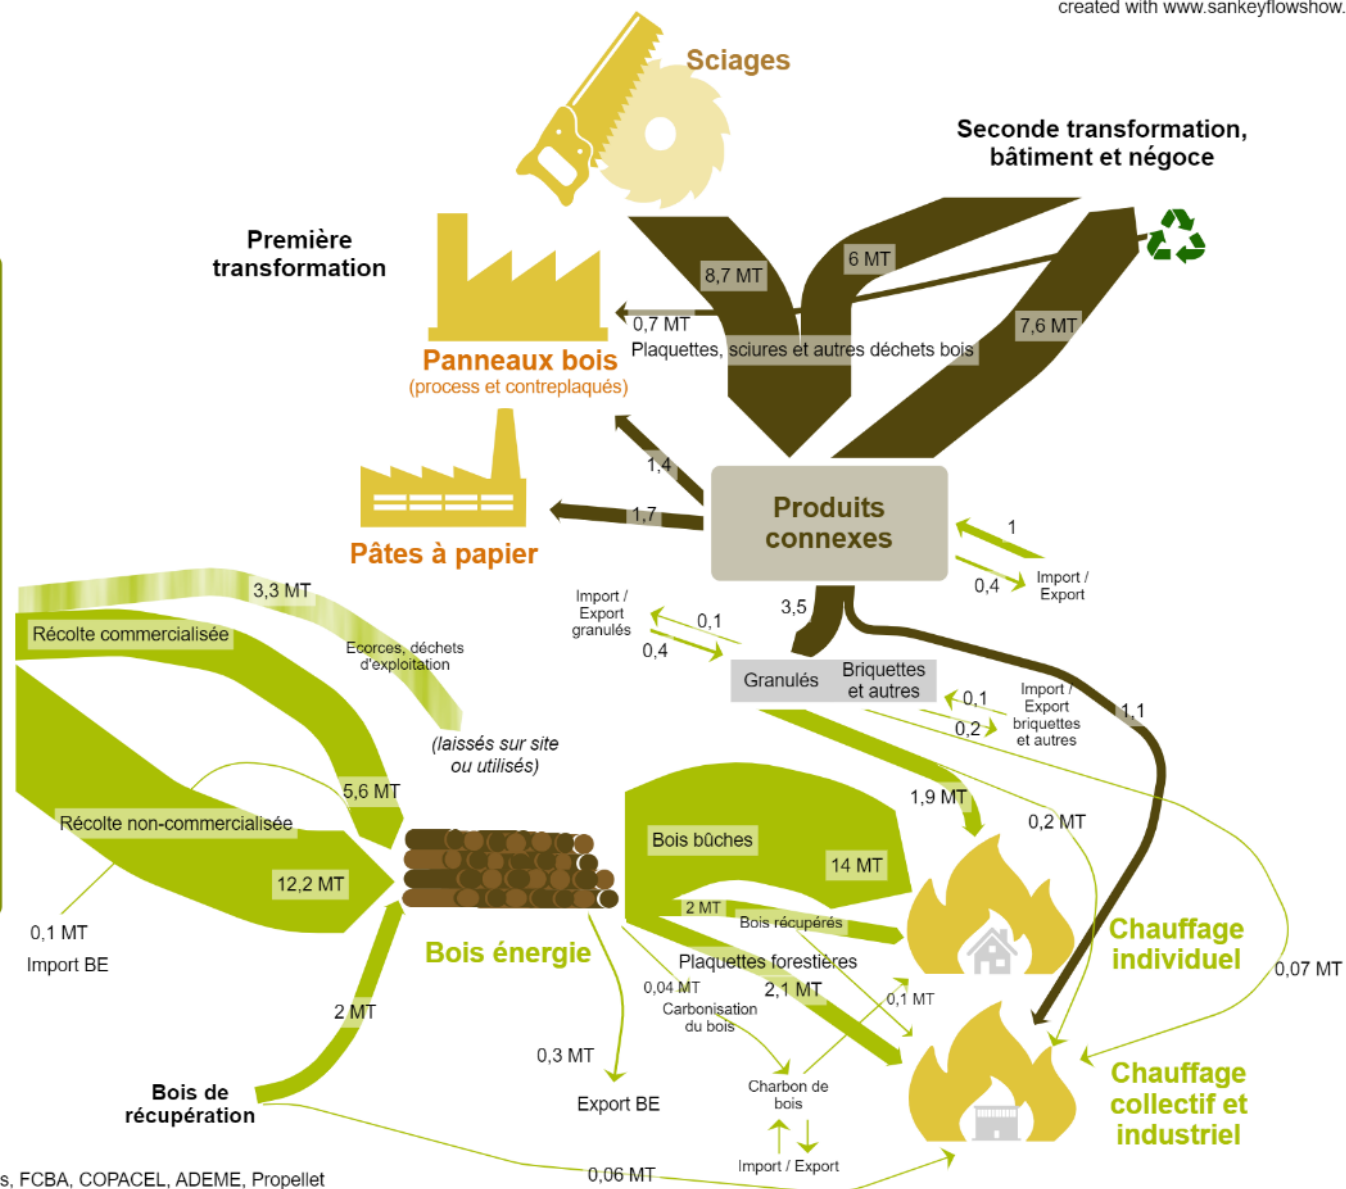 created with www.sankeyflowshow.
Sciages
Seconde transformation,
bâtiment et négoce
Première
transformation
8,7 MT
6 MT
0,7 MT
7,6 MT
Plaquettes, sciures et autres déchets bois
Panneaux bois
(process et contreplaqués)
1,4
1,7
Pâtes à papier
Produits
connexes
1
0,4
Import /
Export
3,3 MT
Récolte commercialisée
Ecorces, déchets
d'exploitation
(laissés sur site
ou utilisés)
Import /
Export
granulés
0,1
0,4
3,5
Granulés
Briquettes
et autres
0,1
0,2
Import /
Export
briquettes
et autres
1,1
5,6 MT
Récolte non-commercialisée
12,2 MT
0,1 MT
Import BE
Bois énergie
Bois bûches
14 MT
1,9 MT
0,2 MT
2 MT
Bois récupérés
Plaquettes forestières
0,04 MT
2,1 MT
Carbonisation
du bois
0,1 MT
Chauffage
individuel
0,07 MT
2 MT
0,3 MT
Export BE
Bois de
récupération
Charbon de
bois
Import / Export
Chauffage
collectif et
industriel
0,06 MT
s, FCBA, COPACEL, ADEME, Propellet